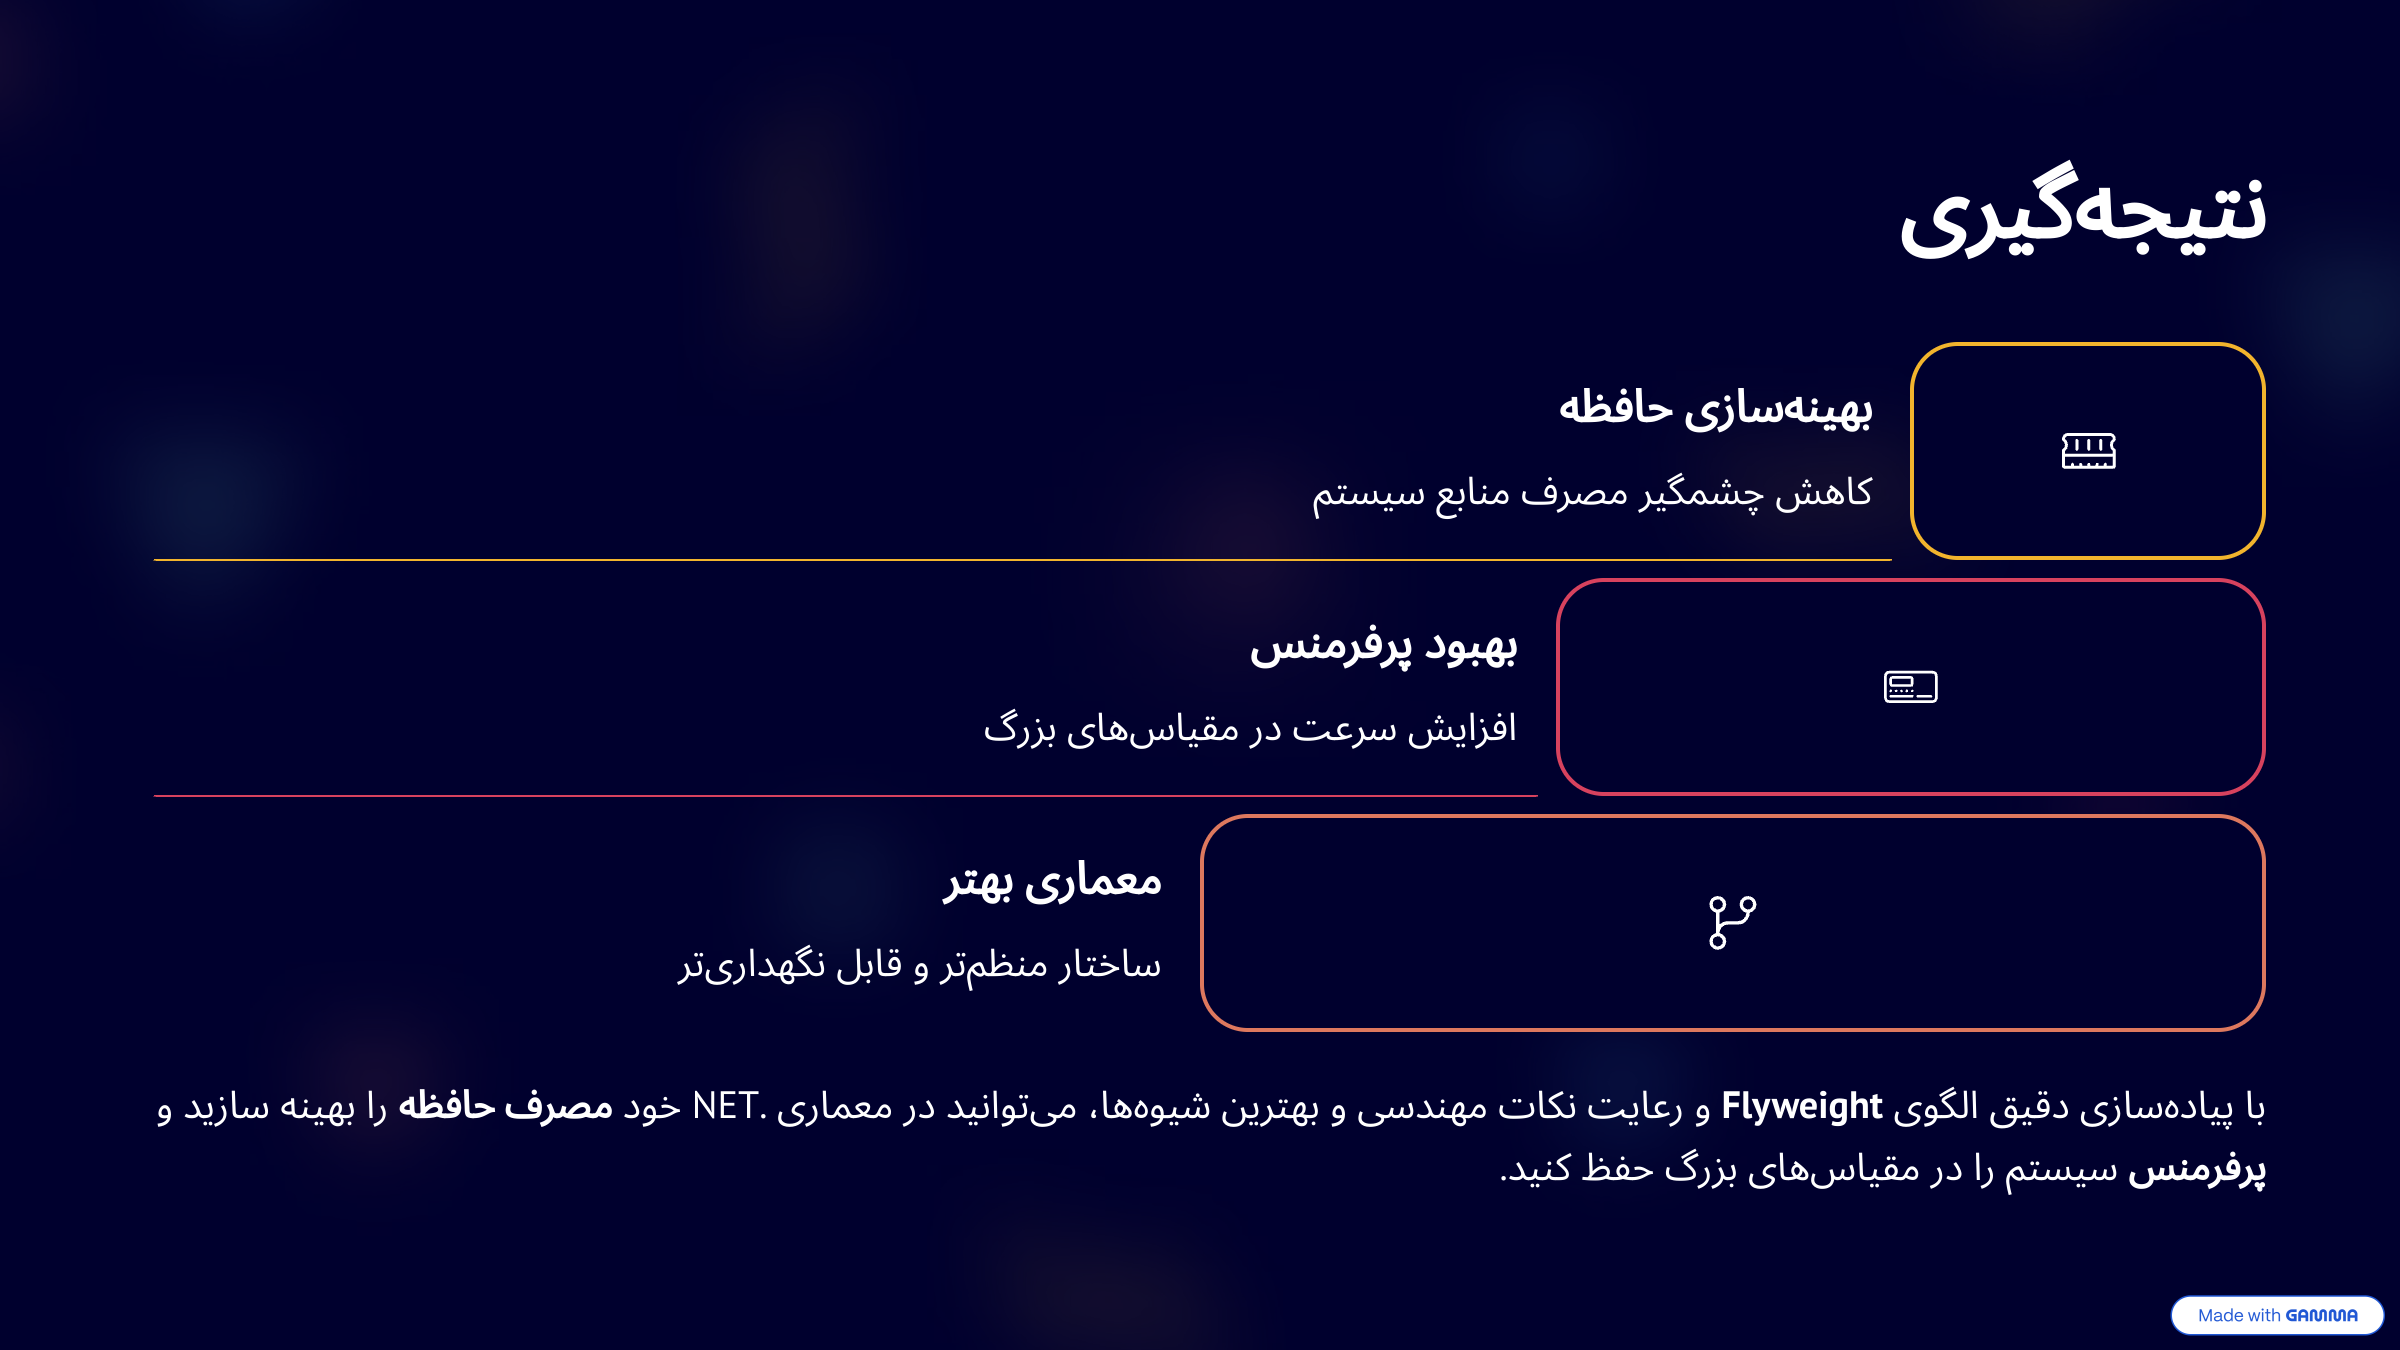 نتیجه‌گیری
بهینه‌سازی حافظه
کاهش چشمگیر مصرف منابع سیستم
بهبود پرفرمنس
افزایش سرعت در مقیاس‌های بزرگ
معماری بهتر
ساختار منظم‌تر و قابل نگهداری‌تر
با پیاده‌سازی دقیق الگوی Flyweight و رعایت نکات مهندسی و بهترین شیوه‌ها، می‌توانید در معماری .NET خود مصرف حافظه را بهینه سازید و
پرفرمنس سیستم را در مقیاس‌های بزرگ حفظ کنید.
Made with GAMMA